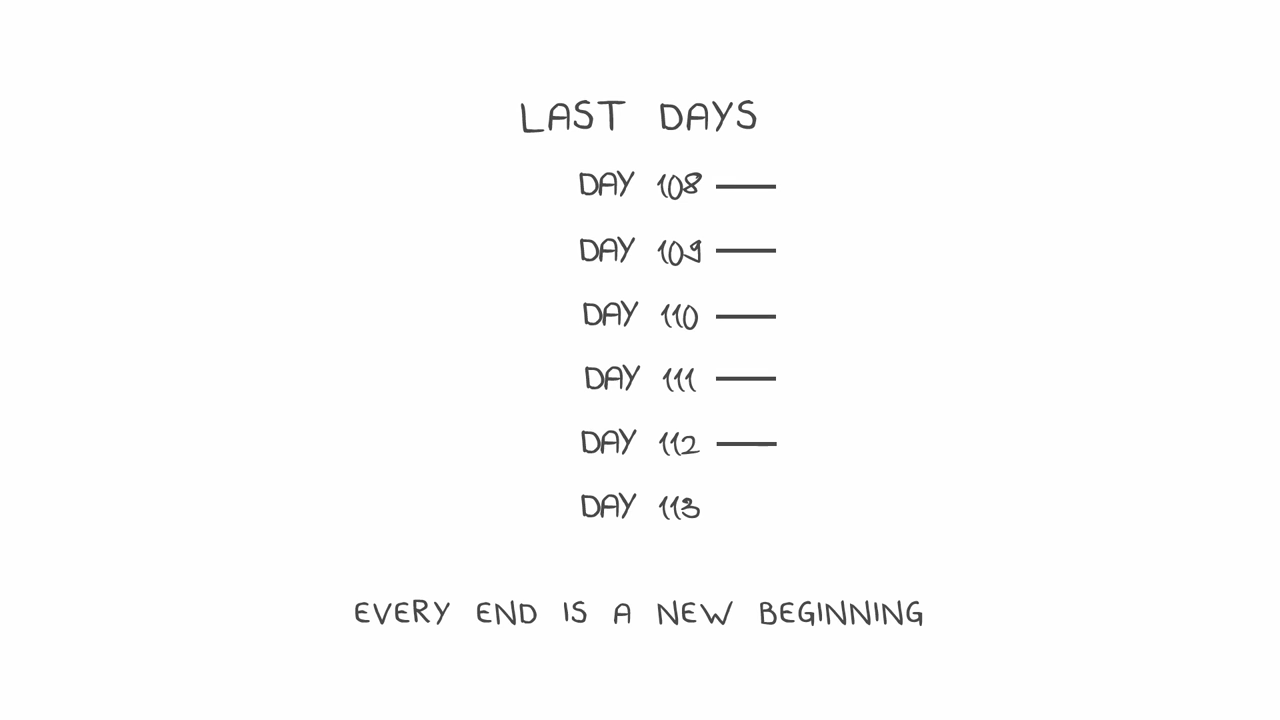 LAST DAYS
DAY 108 —
DAY 109 —
DAY 110 —
DAY 111 —
DAY 112 —
DAY 113
EVERY END IS A NEW BEGINNING